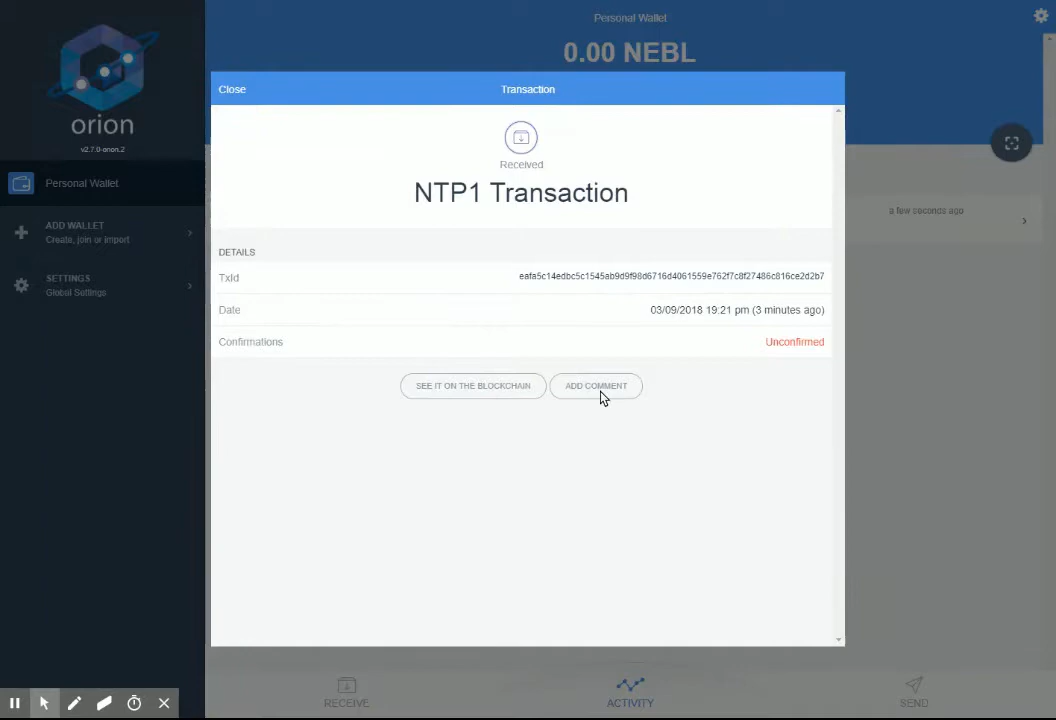 Personal Wallet
0.00 NEBL
orion
v2.7.0-orion.2
Personal Wallet
ADD WALLET
Create, join or import
SETTINGS
Global Settings
Close
Transaction
Received
NTP1 Transaction
a few seconds ago
DETAILS
TxId
eafa5c14edbc5c1545ab9d9f98d6716d4061559e762f7c8f27486c816ce2d2b7
Date
03/09/2018 19:21 pm (3 minutes ago)
Confirmations
Unconfirmed
SEE IT ON THE BLOCKCHAIN
ADD COMMENT
RECEIVE
ACTIVITY
SEND